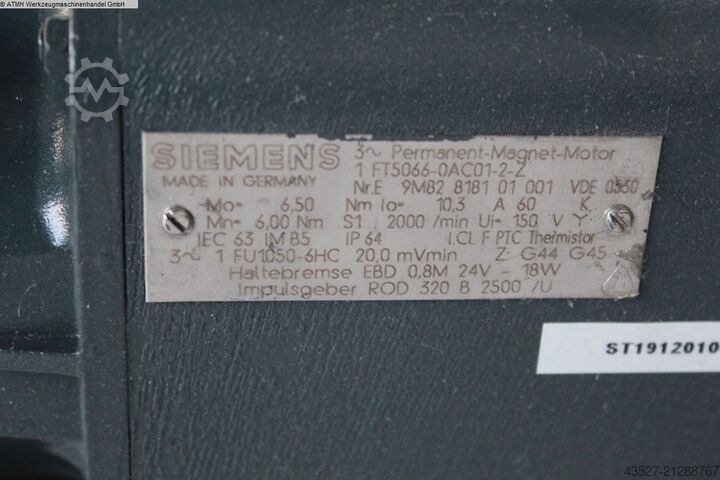 © ATMH Werkzeugmaschinenhandel GmbH
SIEMENS 3~ Permanent-Magnet-Motor
MADE IN GERMANY 1 FT5066-0AC01-2-Z
Nr.E 9M82 8181 01 001 VDE 0530
Mo= 6,50 Nm Io= 10,3 A 60 K
Mn= 6,00 Nm S1 2000 /min Ui= 150 V Y
IEC 63 IM B5 IP 64 I.Cl. F PTC Thermistor
3~ 1 FU1050-6HC 20,0 mVmin Z: G44 G45
Haltebremse EBD 0,8M 24V - 18W
Impulsgeber ROD 320 B 2500 /U
ST1912010
43527-21288767